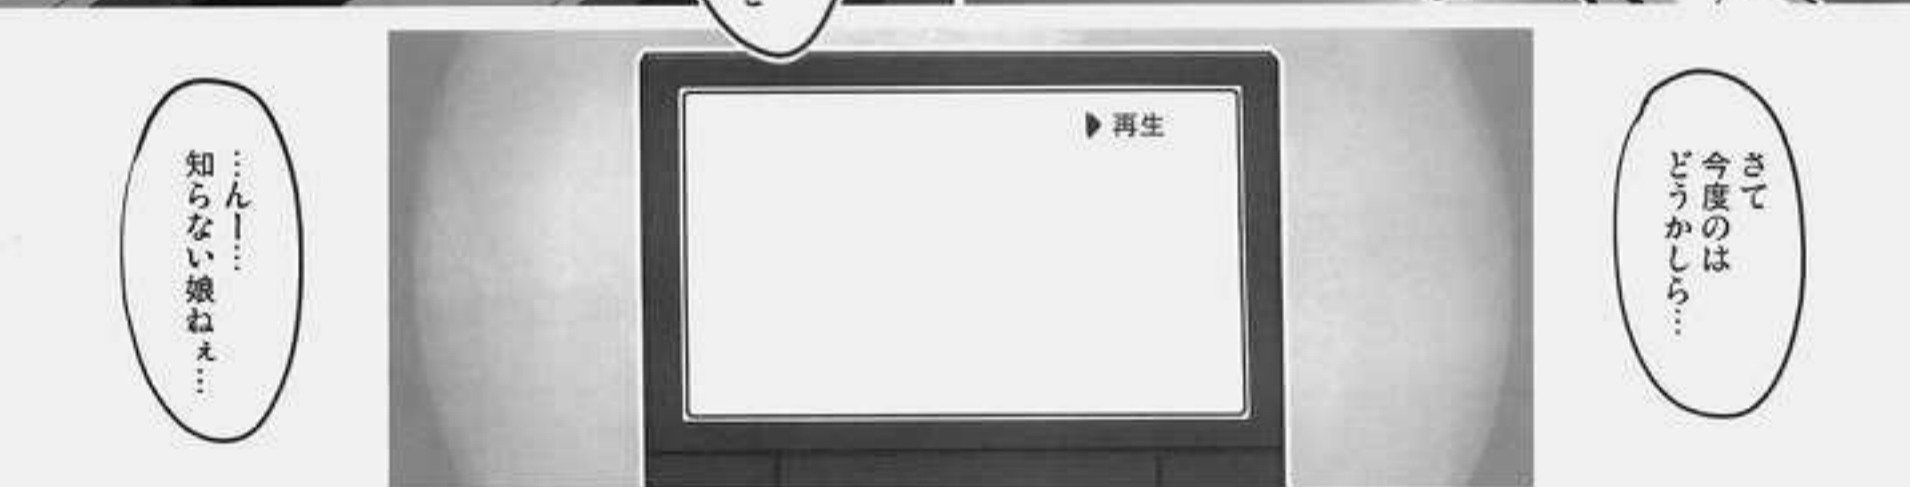 さて
今度のは
どうかしら…
▶再生
…んー……
知らない娘ねぇ…